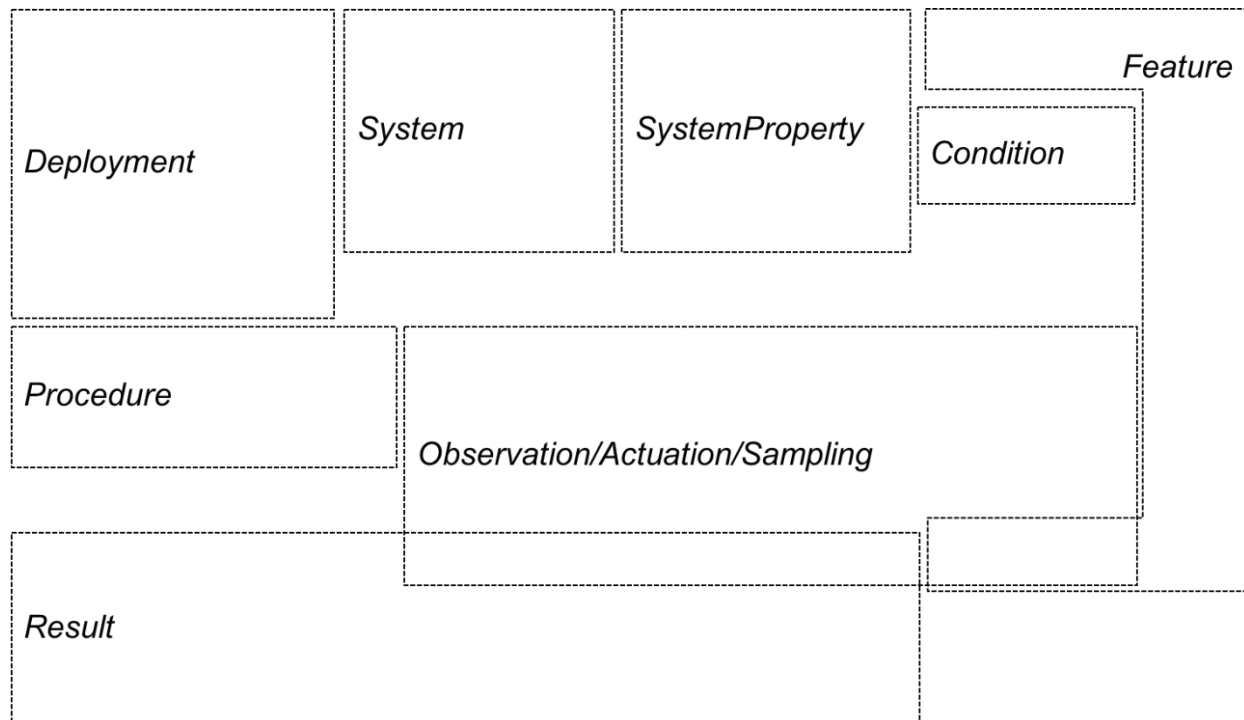 Feature
System
SystemProperty
Condition
Deployment
Procedure
Observation/Actuation/Sampling
Result